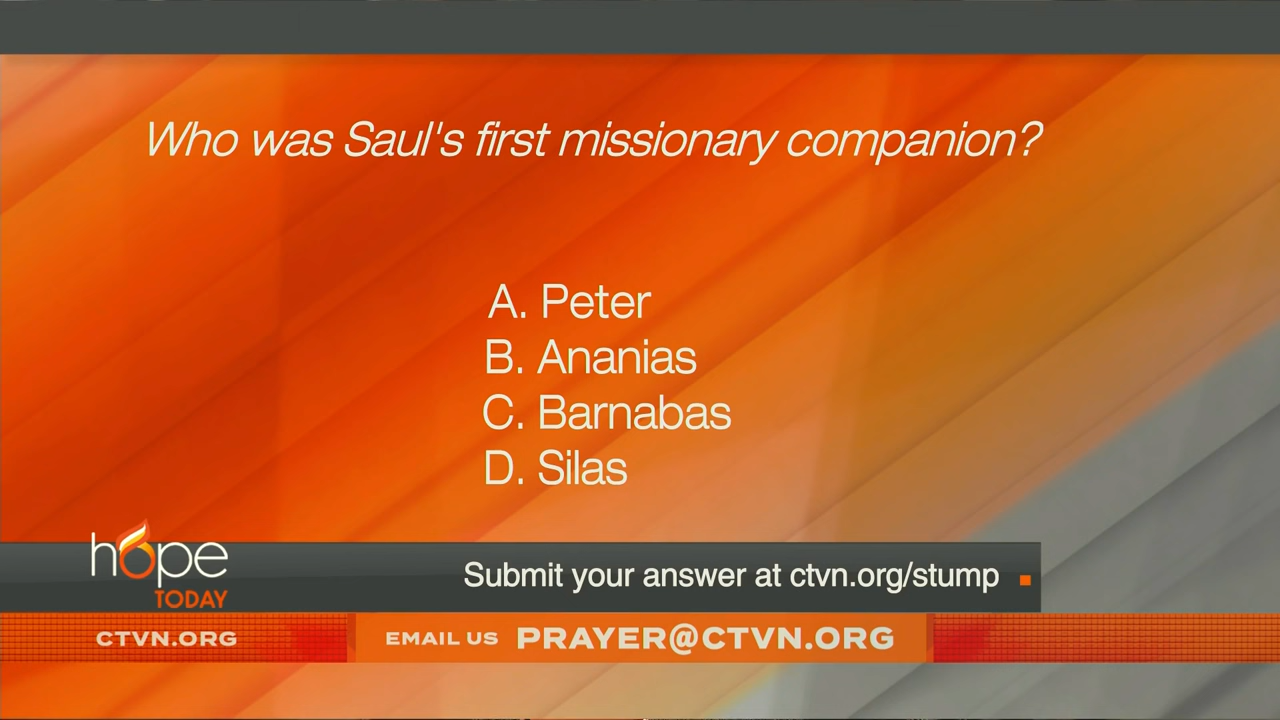 Who was Saul's first missionary companion?
A. Peter
B. Ananias
C. Barnabas
D. Silas
hope
TODAY
Submit your answer at ctvn.org/stump
CTVN.ORG
EMAIL US PRAYER@CTVN.ORG